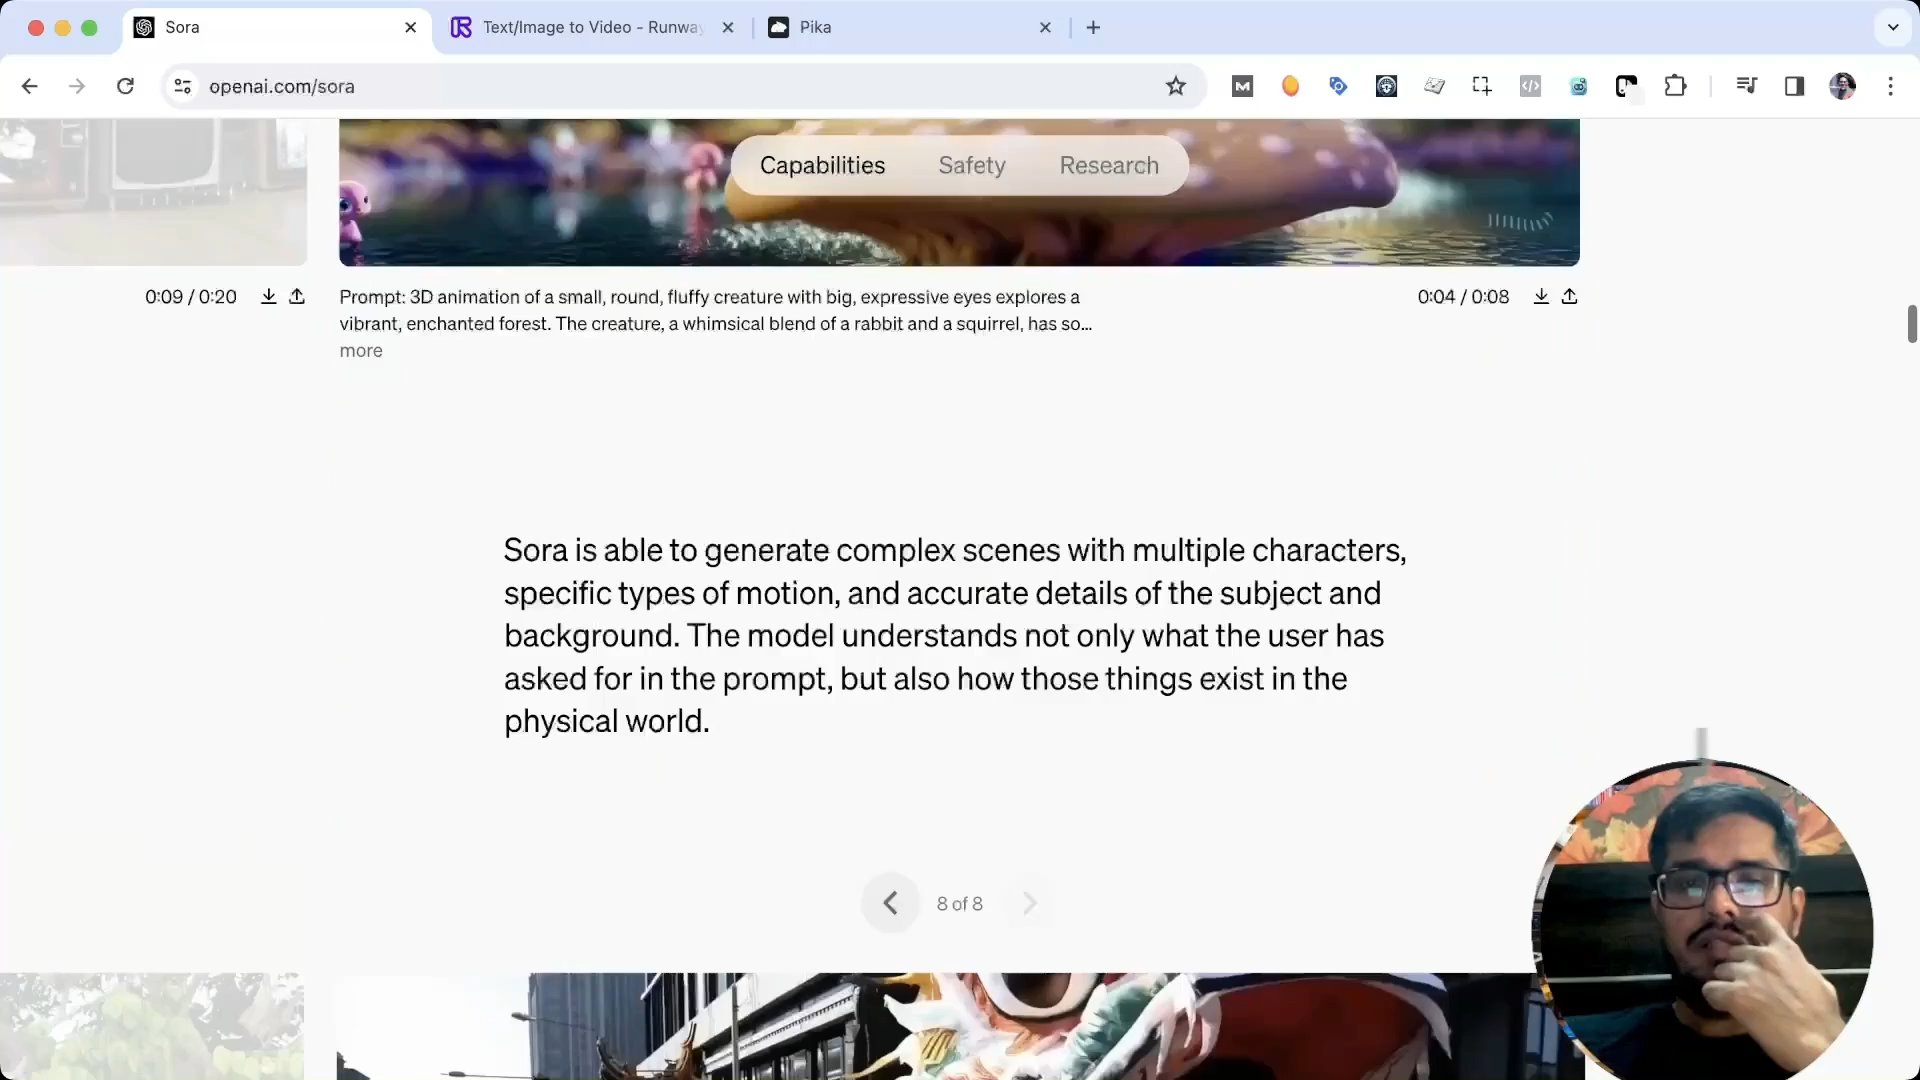 Sora
Text/Image to Video - Runway
Pika
openai.com/sora
Capabilities
Safety
Research
0:09 / 0:20
Prompt: 3D animation of a small, round, fluffy creature with big, expressive eyes explores a
vibrant, enchanted forest. The creature, a whimsical blend of a rabbit and a squirrel, has so...
more
0:04 / 0:08
Sora is able to generate complex scenes with multiple characters,
specific types of motion, and accurate details of the subject and
background. The model understands not only what the user has
asked for in the prompt, but also how those things exist in the
physical world.
8 of 8